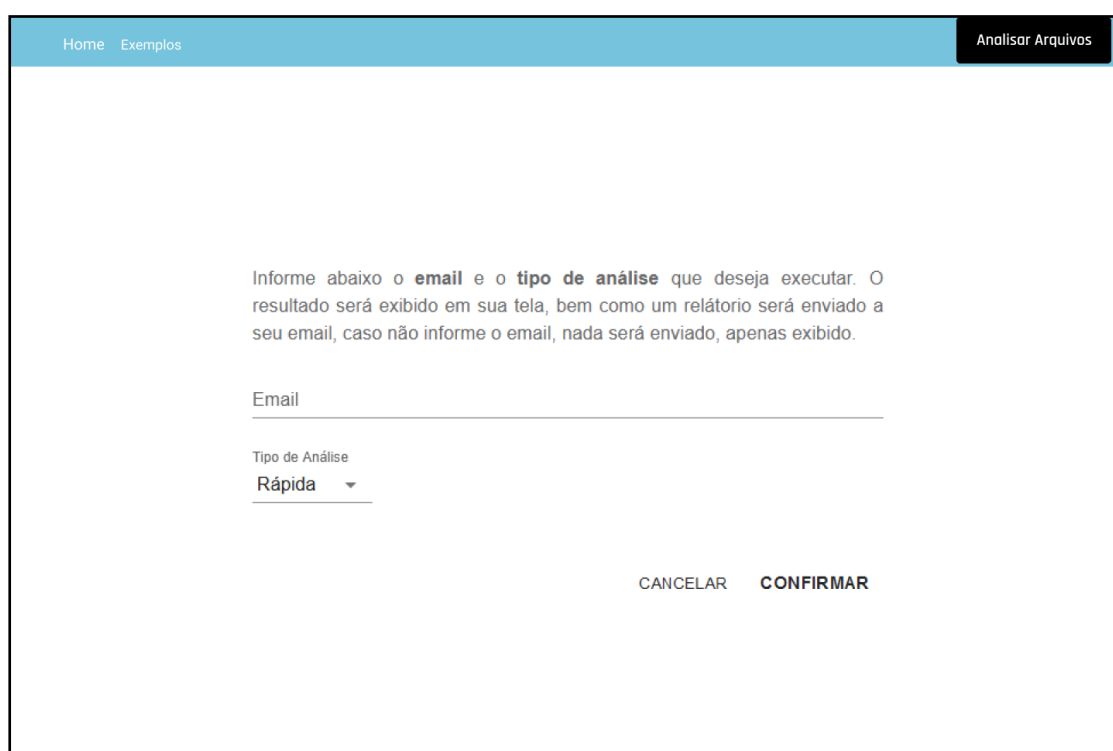 Home Exemplos Analisar Arquivos
Informe abaixo o email e o tipo de análise que deseja executar. O
resultado será exibido em sua tela, bem como um relátorio será enviado a
seu email, caso não informe o email, nada será enviado, apenas exibido.
Email
Tipo de Análise
Rápida
CANCELAR CONFIRMAR